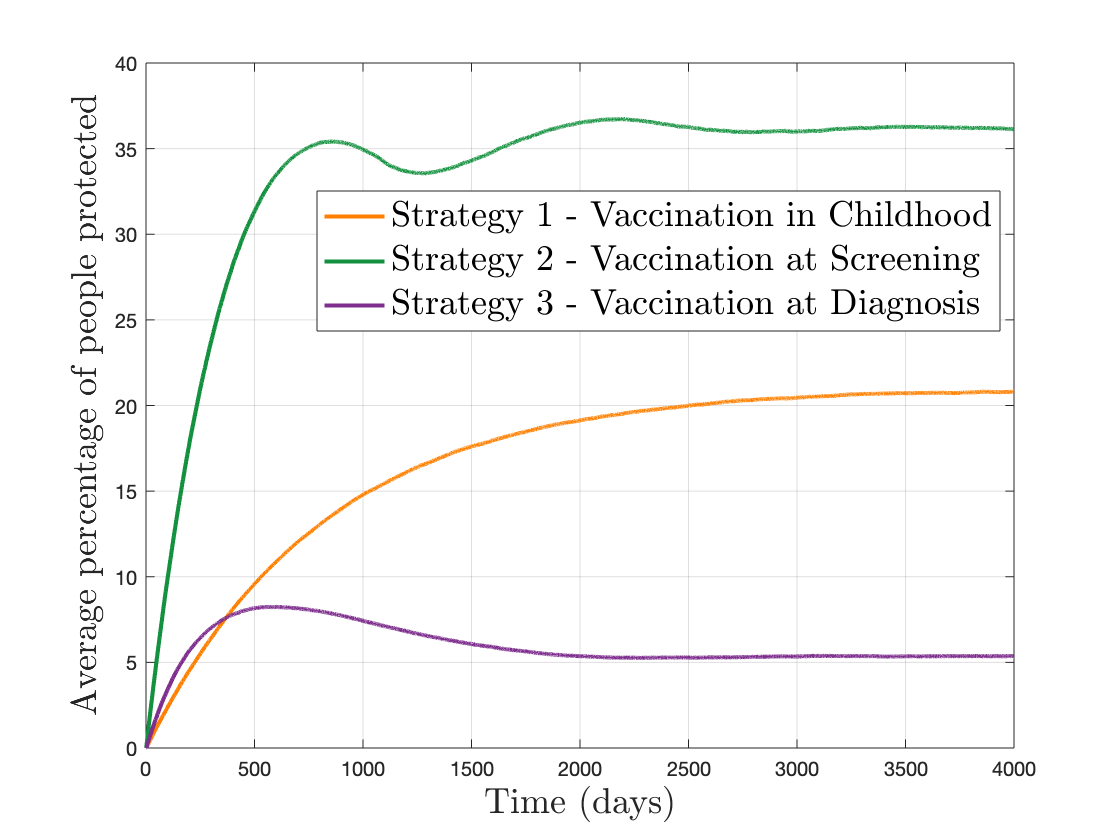 40
35
30
25
20
15
10
5
0
Average percentage of people protected
Strategy 1 - Vaccination in Childhood
Strategy 2 - Vaccination at Screening
Strategy 3 - Vaccination at Diagnosis
0 500 1000 1500 2000 2500 3000 3500 4000
Time (days)